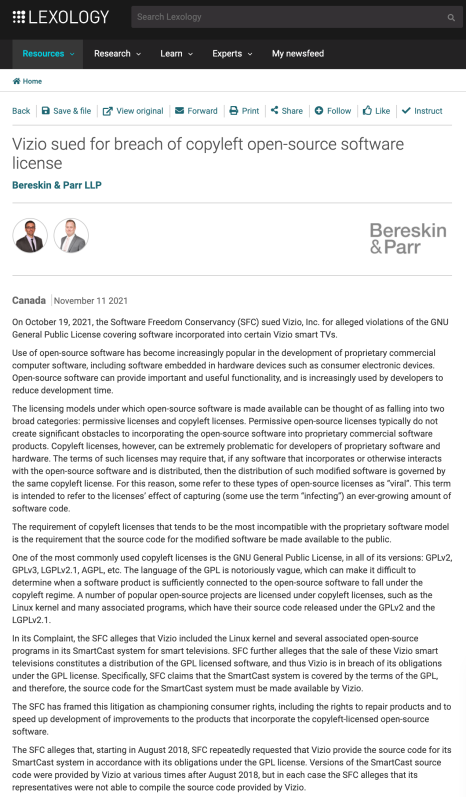 LEXOLOGY
Search Lexology
Resources
Research
Learn
Experts
My newsfeed
Home
Back
Save & file
View original
Forward
Print
Share
Follow
Like
Instruct
Vizio sued for breach of copyleft open-source software
license
Bereskin & Parr LLP
Bereskin
& Parr
Canada
November 11 2021
On October 19, 2021, the Software Freedom Conservancy (SFC) sued Vizio, Inc. for alleged violations of the GNU
General Public License covering software incorporated into certain Vizio smart TVs.
Use of open-source software has become increasingly popular in the development of proprietary commercial
computer software, including software embedded in hardware devices such as consumer electronic devices.
Open-source software can provide important and useful functionality, and is increasingly used by developers to
reduce development time.
The licensing models under which open-source software is made available can be thought of as falling into two
broad categories: permissive licenses and copyleft licenses. Permissive open-source licenses typically do not
create significant obstacles to incorporating the open-source software into proprietary commercial software
products. Copyleft licenses, however, can be extremely problematic for developers of proprietary software and
hardware. The terms of such licenses may require that, if any software that incorporates or otherwise interacts
with the open-source software and is distributed, then the distribution of such modified software is governed by
the same copyleft license. For this reason, some refer to these types of open-source licenses as "viral". This term
is intended to refer to the licenses' effect of capturing (some use the term "infecting") an ever-growing amount of
software code.
The requirement of copyleft licenses that tends to be the most incompatible with the proprietary software model
is the requirement that the source code for the modified software be made available to the public.
One of the most commonly used copyleft licenses is the GNU General Public License, in all of its versions: GPLv2,
GPLv3, LGPLv2.1, AGPL, etc. The language of the GPL is notoriously vague, which can make it difficult to
determine when a software product is sufficiently connected to the open-source software to fall under the
copyleft regime. A number of popular open-source projects are licensed under copyleft licenses, such as the
Linux kernel and many associated programs, which have their source code released under the GPLv2 and the
LGPLv2.1.
In its Complaint, the SFC alleges that Vizio included the Linux kernel and several associated open-source
programs in its SmartCast system for smart televisions. SFC further alleges that the sale of these Vizio smart
televisions constitutes a distribution of the GPL licensed software, and thus Vizio is in breach of its obligations
under the GPL license. Specifically, SFC claims that the SmartCast system is covered by the terms of the GPL,
and therefore, the source code for the SmartCast system must be made available by Vizio.
The SFC has framed this litigation as championing consumer rights, including the rights to repair products and to
speed up development of improvements to the products that incorporate the copyleft-licensed open-source
software.
The SFC alleges that, starting in August 2018, SFC repeatedly requested that Vizio provide the source code for its
SmartCast system in accordance with its obligations under the GPL license. Versions of the SmartCast source
code were provided by Vizio at various times after August 2018, but in each case the SFC alleges that its
representatives were not able to compile the source code provided by Vizio.